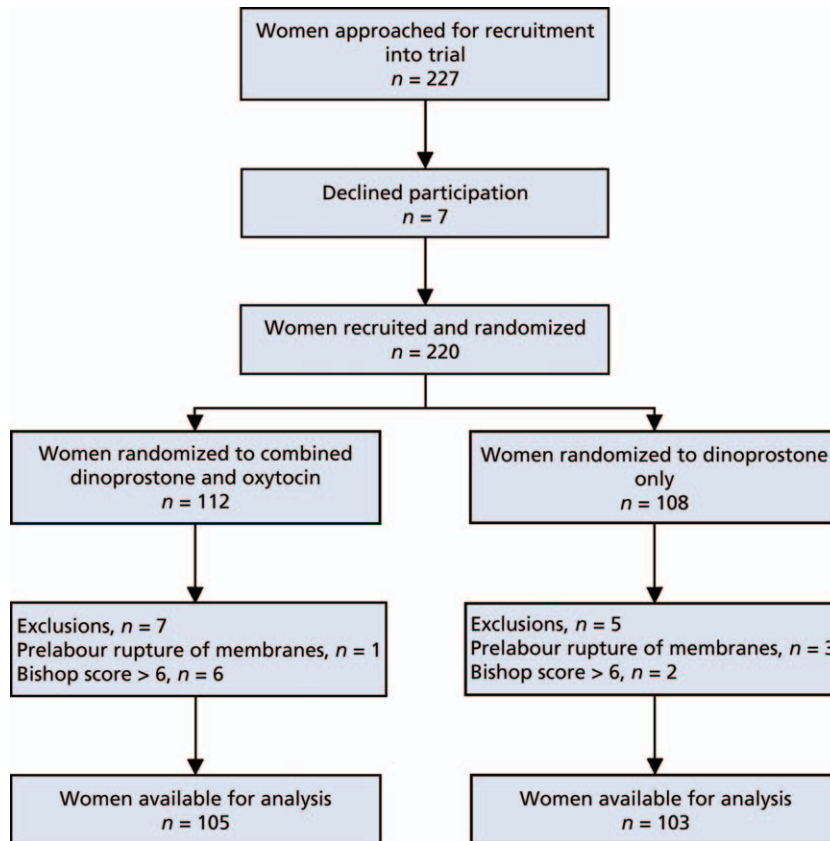 Women approached for recruitment
into trial
n = 227
Declined participation
n = 7
Women recruited and randomized
n = 220
Women randomized to combined
dinoprostone and oxytocin
n = 112
Women randomized to dinoprostone
only
n = 108
Exclusions, n = 7
Prelabour rupture of membranes, n = 1
Bishop score > 6, n = 6
Exclusions, n = 5
Prelabour rupture of membranes, n = 3
Bishop score > 6, n = 2
Women available for analysis
n = 105
Women available for analysis
n = 103